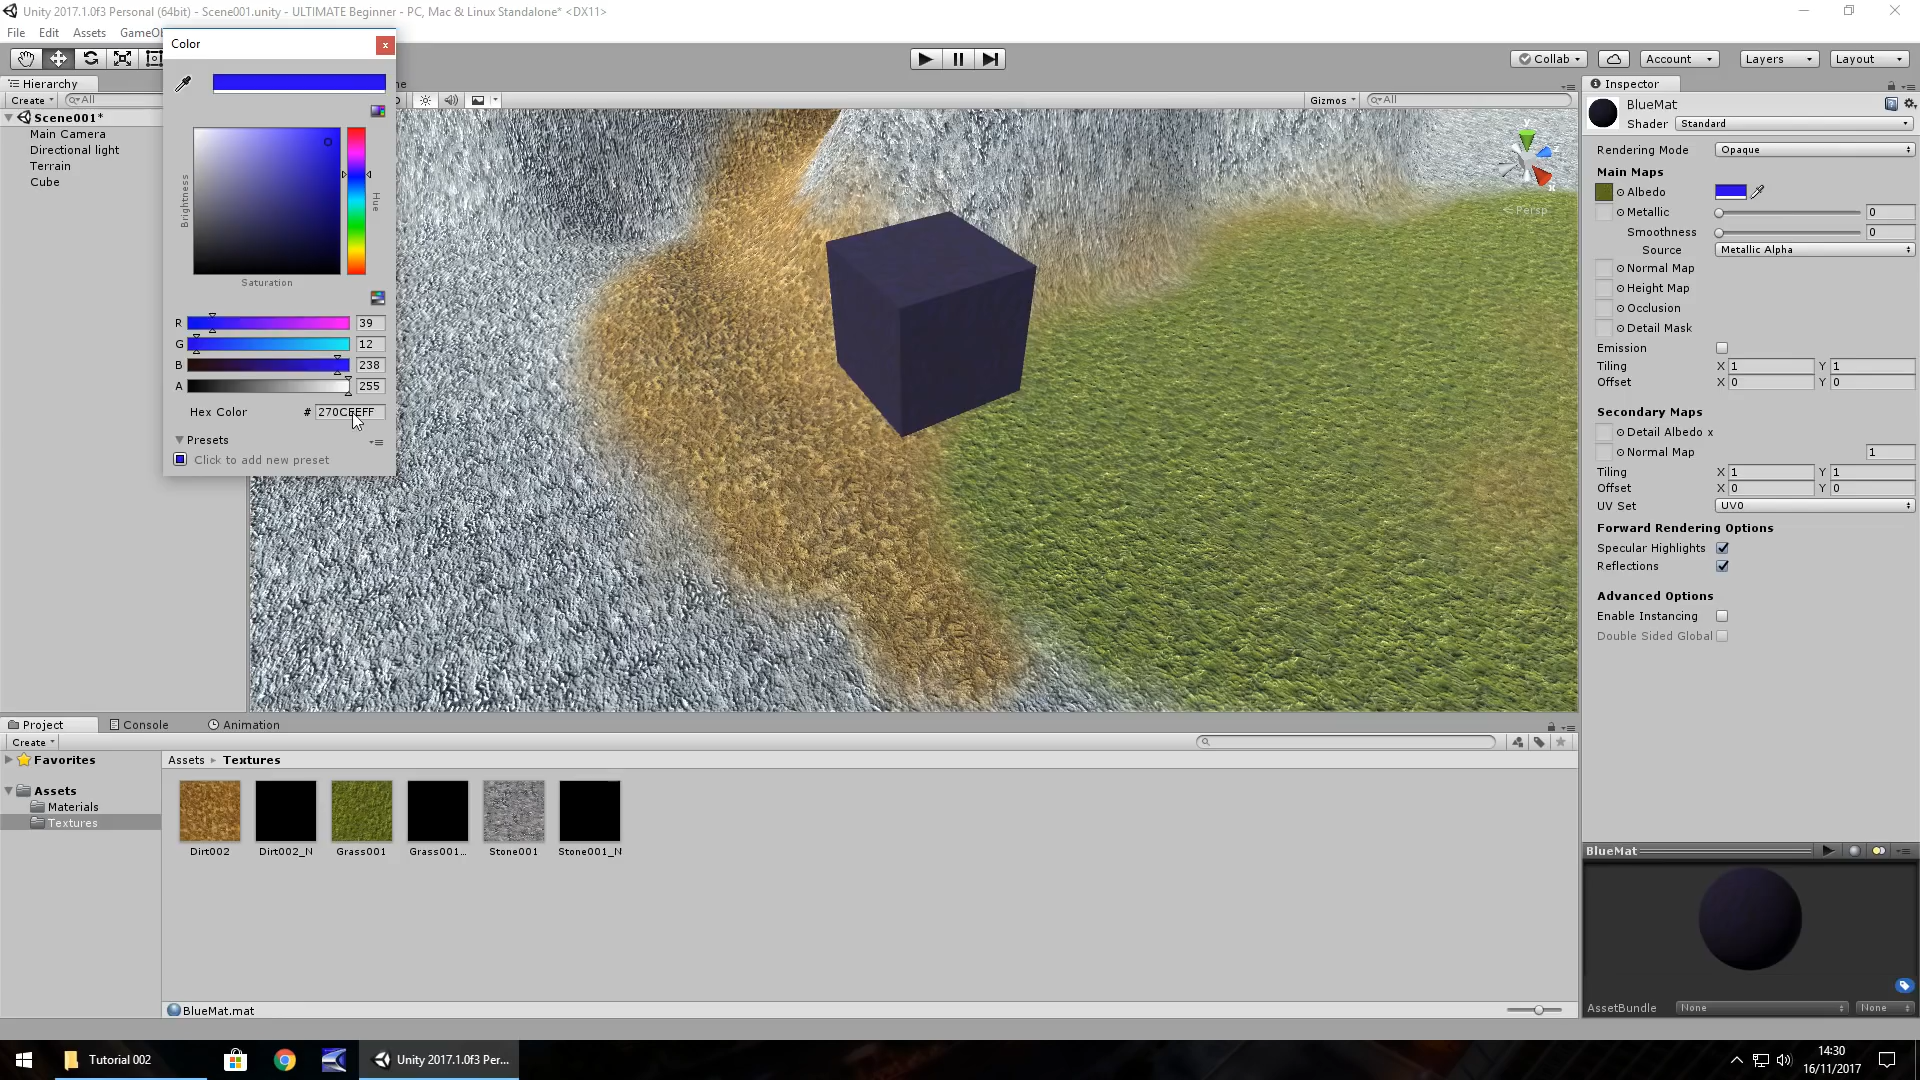 Unity 2017.1.0f3 Personal (64bit) - Scene001.unity - ULTIMATE Beginner - PC, Mac & Linux Standalone* <DX11>
File Edit Assets
Color x
Collab Account Layers Layout
Hierarchy
Create All
Scene001*
Main Camera
Directional light
Terrain
Cube
Brightness
Hue
Saturation
R 39
G 12
B 238
A 255
Hex Color # 270CEEFF
Presets
Click to add new preset
Gizmos All
y
x
Persp
Inspector
BlueMat
Shader Standard
Rendering Mode Opaque
Main Maps
Albedo
Metallic 0
Smoothness 0
Source Metallic Alpha
Normal Map
Height Map
Occlusion
Detail Mask
Emission
Tiling X 1 Y 1
Offset X 0 Y 0
Secondary Maps
Detail Albedo x
Normal Map 1
Tiling X 1 Y 1
Offset X 0 Y 0
UV Set UV0
Forward Rendering Options
Specular Highlights
Reflections
Advanced Options
Enable Instancing
Double Sided Global
Project Console Animation
Create
Favorites
Assets
Materials
Textures
Assets Textures
Dirt002 Dirt002_N Grass001 Grass001... Stone001 Stone001_N
BlueMat.mat
BlueMat
AssetBundle None None
Tutorial 002 Unity 2017.1.0f3 Per...
14:30
16/11/2017